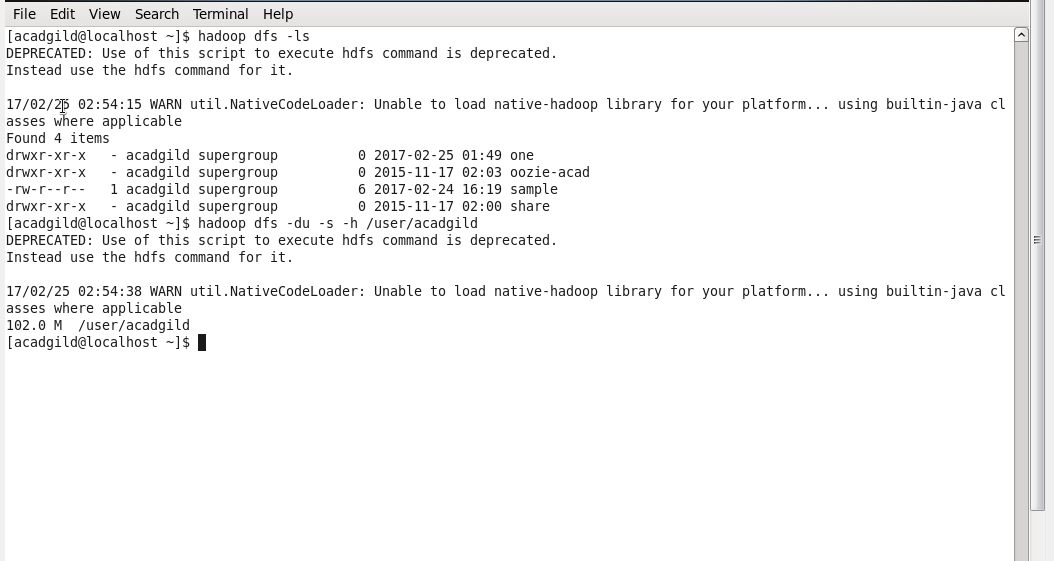 File Edit View Search Terminal Help
[acadgild@localhost ~]$ hadoop dfs -ls
DEPRECATED: Use of this script to execute hdfs command is deprecated.
Instead use the hdfs command for it.
17/02/25 02:54:15 WARN util.NativeCodeLoader: Unable to load native-hadoop library for your platform... using builtin-java cl
asses where applicable
Found 4 items
drwxr-xr-x   - acadgild supergroup          0 2017-02-25 01:49 one
drwxr-xr-x   - acadgild supergroup          0 2015-11-17 02:03 oozie-acad
-rw-r--r--   1 acadgild supergroup          6 2017-02-24 16:19 sample
drwxr-xr-x   - acadgild supergroup          0 2015-11-17 02:00 share
[acadgild@localhost ~]$ hadoop dfs -du -s -h /user/acadgild
DEPRECATED: Use of this script to execute hdfs command is deprecated.
Instead use the hdfs command for it.
17/02/25 02:54:38 WARN util.NativeCodeLoader: Unable to load native-hadoop library for your platform... using builtin-java cl
asses where applicable
102.0 M  /user/acadgild
[acadgild@localhost ~]$